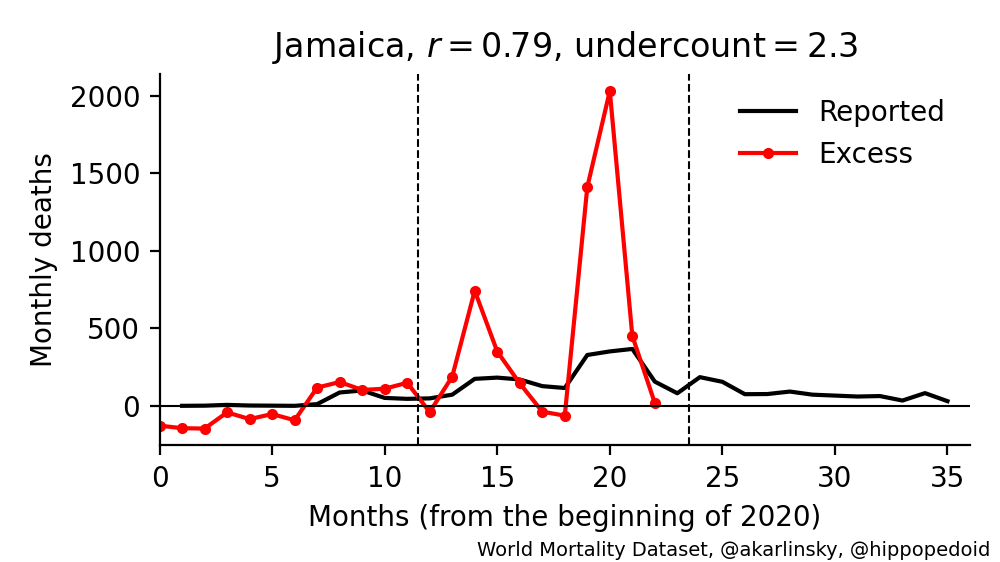 Jamaica, r = 0.79, undercount = 2.3
Monthly deaths
2000
1500
1000
500
0
Reported
Excess
0 5 10 15 20 25 30 35
Months (from the beginning of 2020)
World Mortality Dataset, @akarlinsky, @hippopedoid